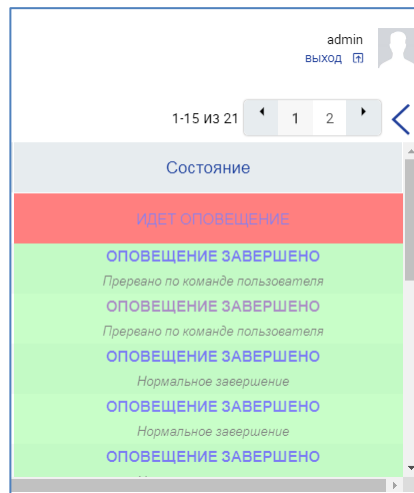 admin
выход
1-15 из 21 1 2
Состояние
ИДЕТ ОПОВЕЩЕНИЕ
ОПОВЕЩЕНИЕ ЗАВЕРШЕНО
Прервано по команде пользователя
ОПОВЕЩЕНИЕ ЗАВЕРШЕНО
Прервано по команде пользователя
ОПОВЕЩЕНИЕ ЗАВЕРШЕНО
Нормальное завершение
ОПОВЕЩЕНИЕ ЗАВЕРШЕНО
Нормальное завершение
ОПОВЕЩЕНИЕ ЗАВЕРШЕНО